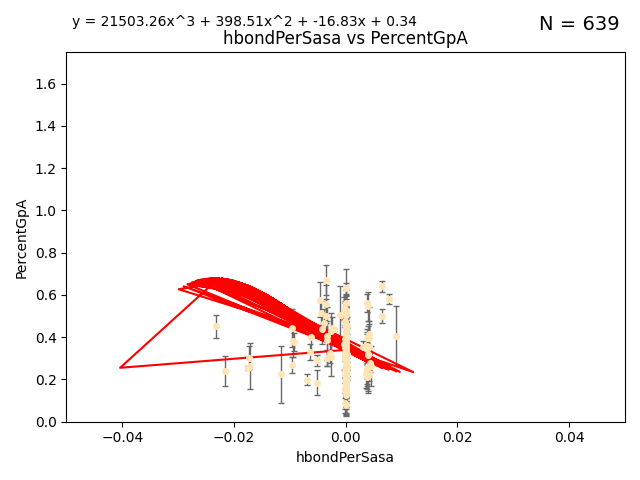 y = 21503.26x^3 + 398.51x^2 + -16.83x + 0.34
N = 639
hbondPerSasa vs PercentGpA
PercentGpA
1.6
1.4
1.2
1.0
0.8
0.6
0.4
0.2
0.0
−0.04
−0.02
0.00
0.02
0.04
hbondPerSasa